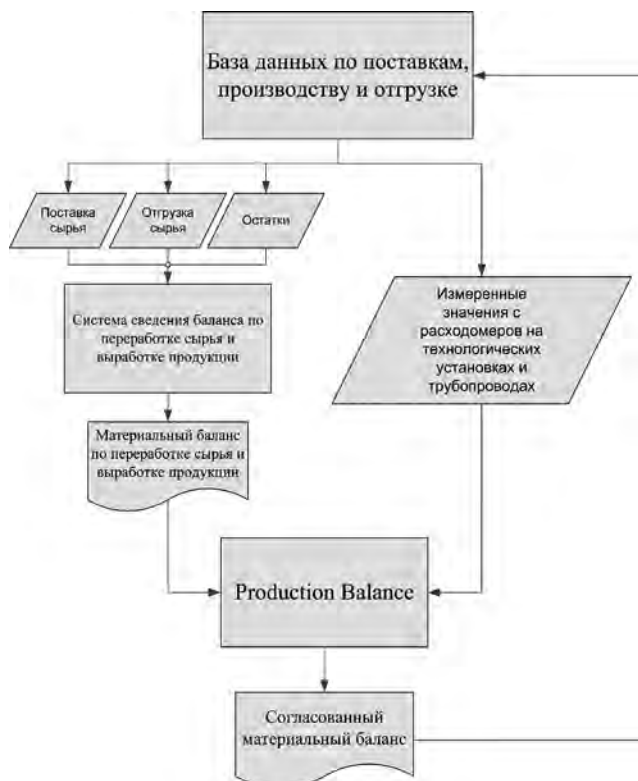 База данных по поставкам,
производству и отгрузке
Поставка
сырья
Отгрузка
сырья
Остатки
Система сведения баланса по
переработке сырья и
выработке продукции
Измеренные
значения с
расходомеров на
технологических
установках и
трубопроводах
Материальный баланс
по переработке сырья и
выработке продукции
Production Balance
Согласованный
материальный баланс